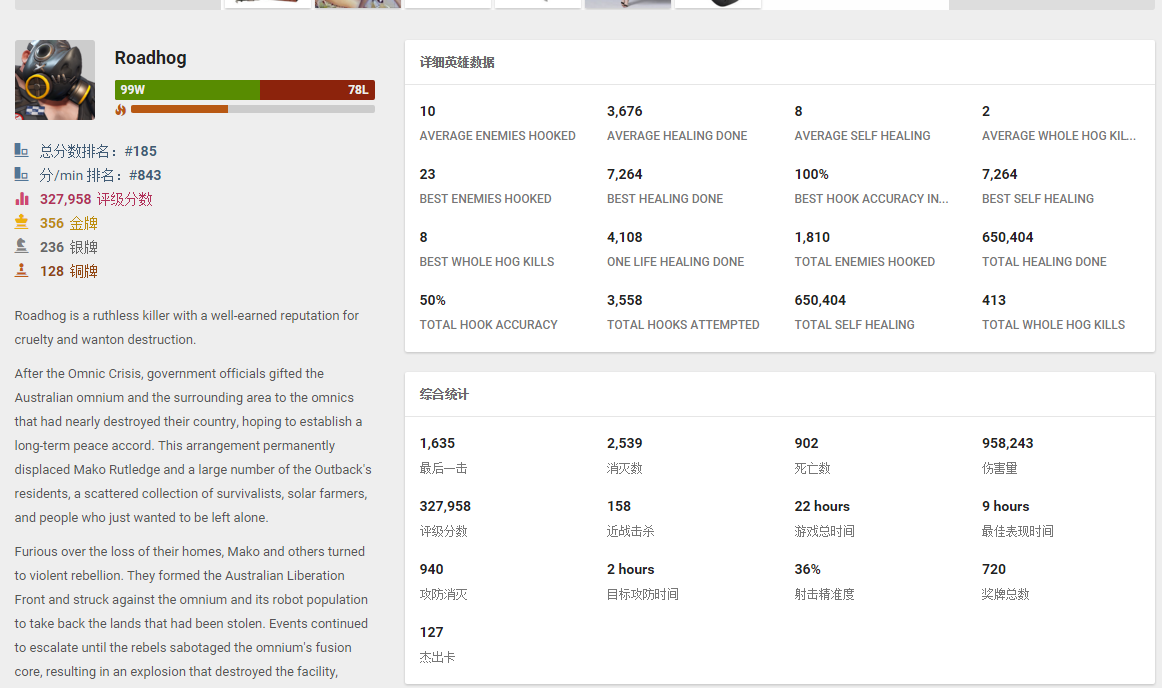 Roadhog
99W 78L
总分数排名：#185
分/min 排名：#843
327,958 评级分数
356 金牌
236 银牌
128 铜牌
Roadhog is a ruthless killer with a well-earned reputation for
cruelty and wanton destruction.
After the Omnic Crisis, government officials gifted the
Australian omnium and the surrounding area to the omnics
that had nearly destroyed their country, hoping to establish a
long-term peace accord. This arrangement permanently
displaced Mako Rutledge and a large number of the Outback's
residents, a scattered collection of survivalists, solar farmers,
and people who just wanted to be left alone.
Furious over the loss of their homes, Mako and others turned
to violent rebellion. They formed the Australian Liberation
Front and struck against the omnium and its robot population
to take back the lands that had been stolen. Events continued
to escalate until the rebels sabotaged the omnium's fusion
core, resulting in an explosion that destroyed the facility,
详细英雄数据
10 3,676 8 2
AVERAGE ENEMIES HOOKED AVERAGE HEALING DONE AVERAGE SELF HEALING AVERAGE WHOLE HOG KIL...
23 7,264 100% 7,264
BEST ENEMIES HOOKED BEST HEALING DONE BEST HOOK ACCURACY IN... BEST SELF HEALING
8 4,108 1,810 650,404
BEST WHOLE HOG KILLS ONE LIFE HEALING DONE TOTAL ENEMIES HOOKED TOTAL HEALING DONE
50% 3,558 650,404 413
TOTAL HOOK ACCURACY TOTAL HOOKS ATTEMPTED TOTAL SELF HEALING TOTAL WHOLE HOG KILLS
综合统计
1,635 2,539 902 958,243
最后一击 消灭数 死亡数 伤害量
327,958 158 22 hours 9 hours
评级分数 近战击杀 游戏总时间 最佳表现时间
940 2 hours 36% 720
攻防消灭 目标攻防时间 射击精准度 奖牌总数
127
杰出卡